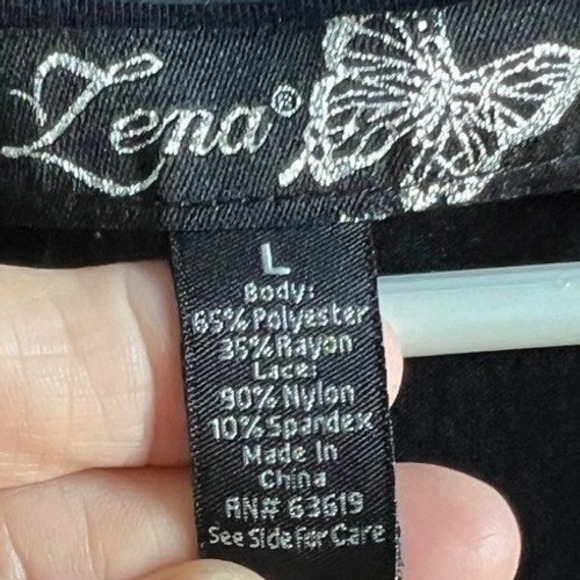 Zena®
L
Body:
65% Polyester
35% Rayon
Lace:
90% Nylon
10% Spandex
Made In
China
RN# 63619
See Side For Care